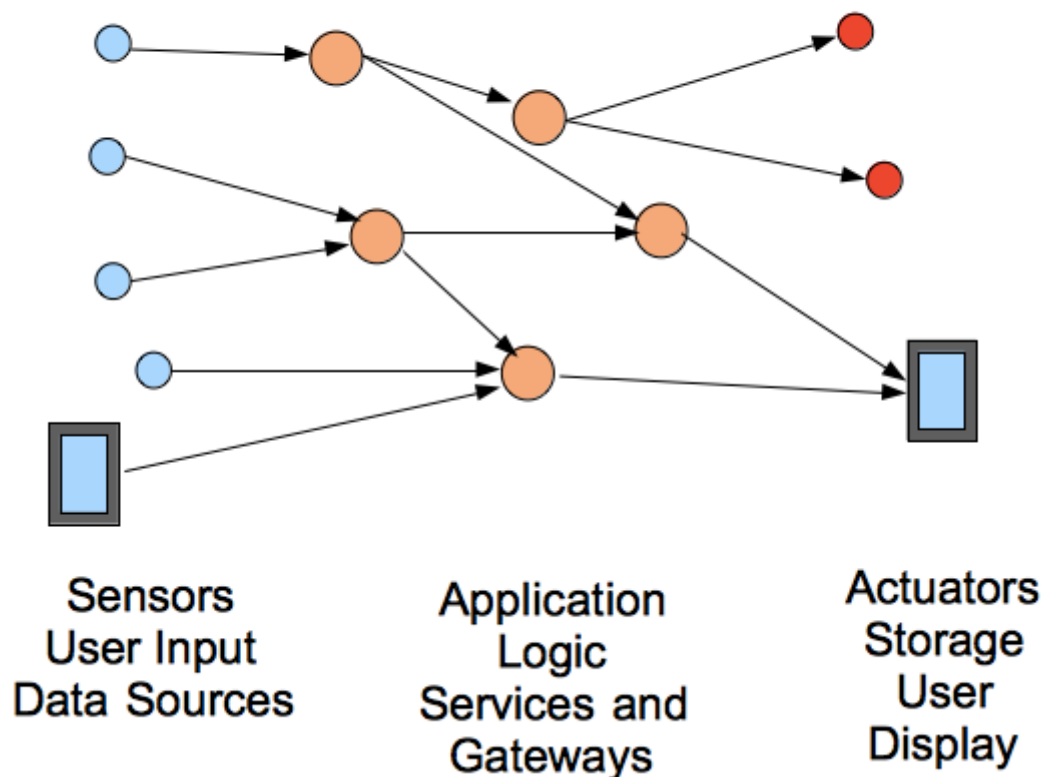 Sensors
User Input
Data Sources
Application
Logic
Services and
Gateways
Actuators
Storage
User
Display